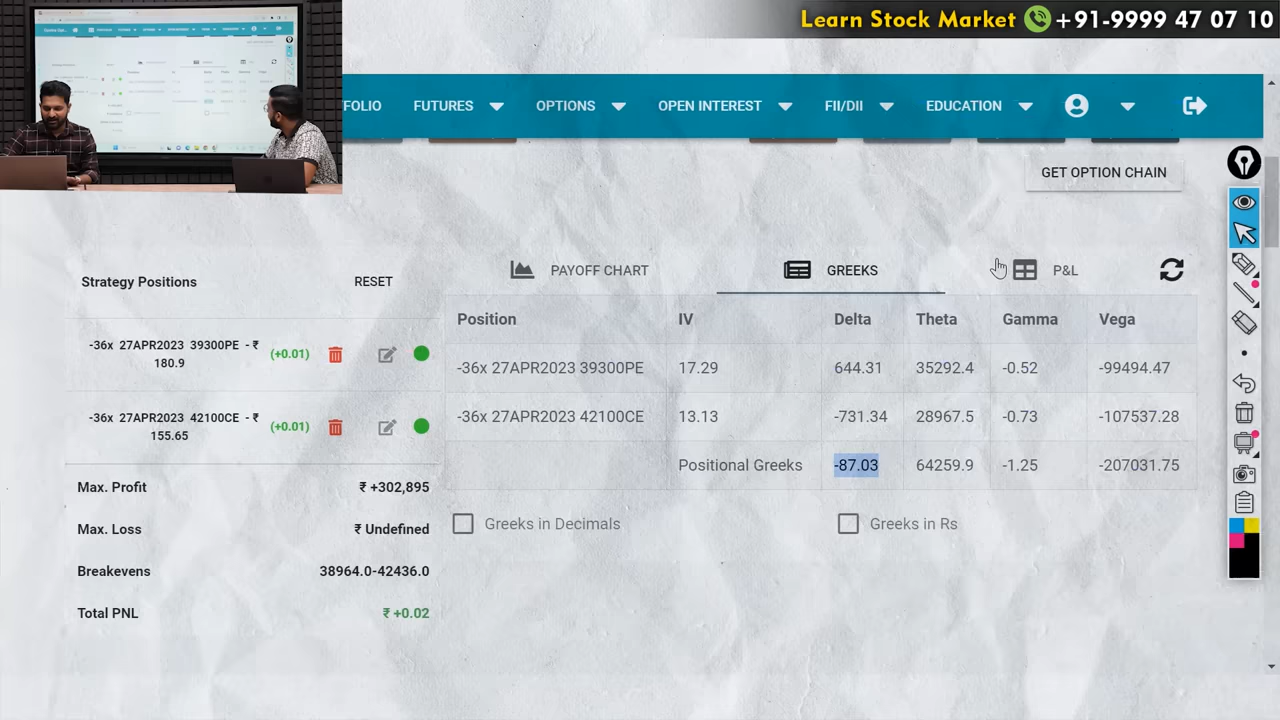 Learn Stock Market +91-9999 47 07 10
FOLIO FUTURES OPTIONS OPEN INTEREST FII/DII EDUCATION
GET OPTION CHAIN
Strategy Positions RESET
-36x 27APR2023 39300PE - ₹
180.9
(+0.01)
-36x 27APR2023 42100CE - ₹
155.65
(+0.01)
Max. Profit ₹ +302,895
Max. Loss ₹ Undefined
Breakevens 38964.0-42436.0
Total PNL ₹ +0.02
PAYOFF CHART GREEKS P&L
Position IV Delta Theta Gamma Vega
-36x 27APR2023 39300PE 17.29 644.31 35292.4 -0.52 -99494.47
-36x 27APR2023 42100CE 13.13 -731.34 28967.5 -0.73 -107537.28
Positional Greeks -87.03 64259.9 -1.25 -207031.75
Greeks in Decimals Greeks in Rs